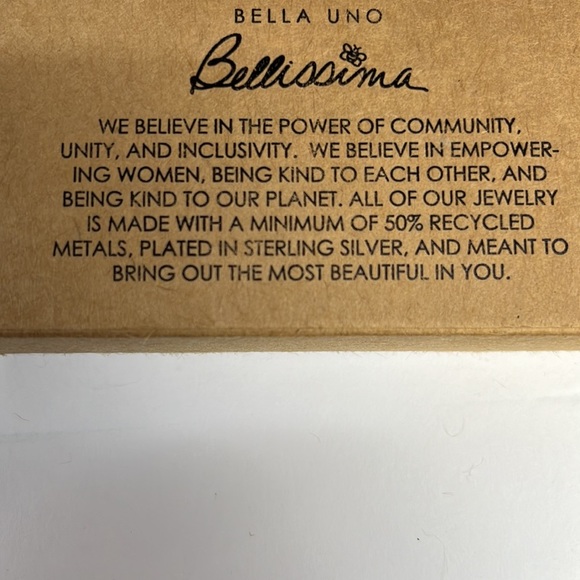 BELLA UNO
Bellissima
WE BELIEVE IN THE POWER OF COMMUNITY,
UNITY, AND INCLUSIVITY. WE BELIEVE IN EMPOWER-
ING WOMEN, BEING KIND TO EACH OTHER, AND
BEING KIND TO OUR PLANET. ALL OF OUR JEWELRY
IS MADE WITH A MINIMUM OF 50% RECYCLED
METALS, PLATED IN STERLING SILVER, AND MEANT TO
BRING OUT THE MOST BEAUTIFUL IN YOU.